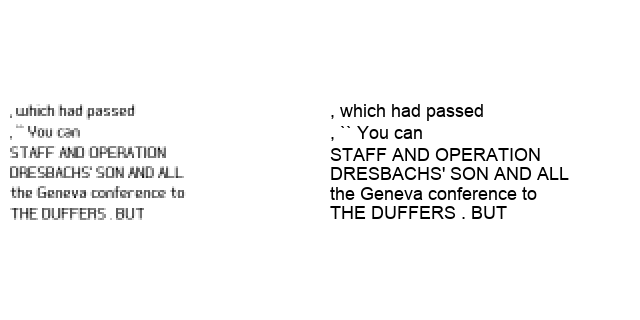 , which had passed
, `` You can
STAFF AND OPERATION
DRESBACHS' SON AND ALL
the Geneva conference to
THE DUFFERS . BUT
, which had passed
, `` You can
STAFF AND OPERATION
DRESBACHS' SON AND ALL
the Geneva conference to
THE DUFFERS . BUT